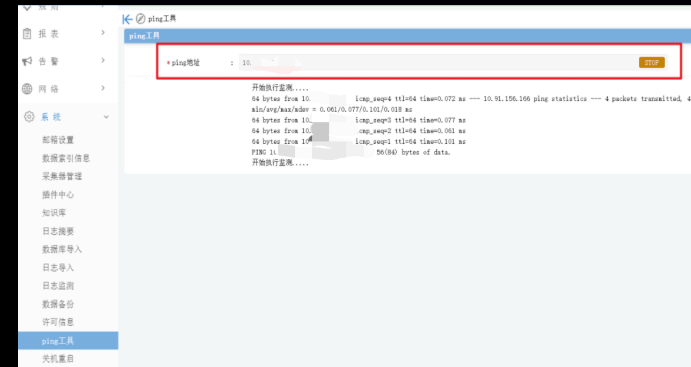 规则
ping工具
报表
ping工具
告警
*ping地址 : 10. STOP
网络
开始执行监测.....
64 bytes from 10. icmp_seq=4 ttl=64 time=0.072 ms --- 10.91.156.166 ping statistics --- 4 packets transmitted, 4
min/avg/max/mdev = 0.061/0.077/0.101/0.018 ms
64 bytes from 10. icmp_seq=3 ttl=64 time=0.077 ms
64 bytes from 10. icmp_seq=2 ttl=64 time=0.061 ms
64 bytes from 10 icmp_seq=1 ttl=64 time=0.101 ms
PING 10 56(84) bytes of data.
开始执行监测.....
系统
邮箱设置
数据索引信息
采集器管理
插件中心
知识库
日志摘要
数据库导入
日志导入
日志监测
数据备份
许可信息
ping工具
关机重启